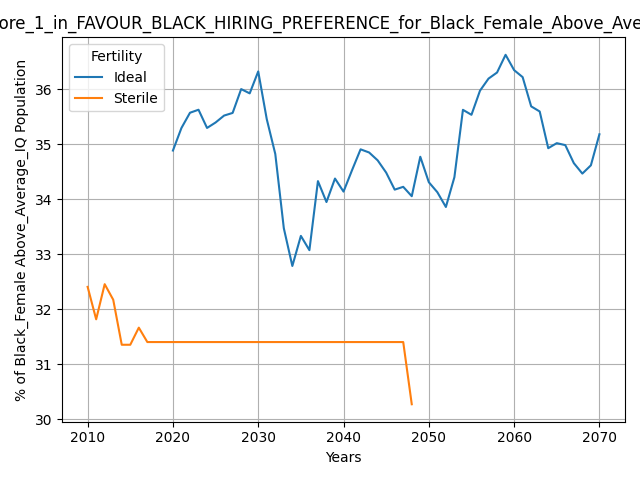 ore_1_in_FAVOUR_BLACK_HIRING_PREFERENCE_for_Black_Female_Above_Ave
Fertility
Ideal
Sterile
% of Black_Female Above_Average_IQ Population
36
35
34
33
32
31
30
2010 2020 2030 2040 2050 2060 2070
Years